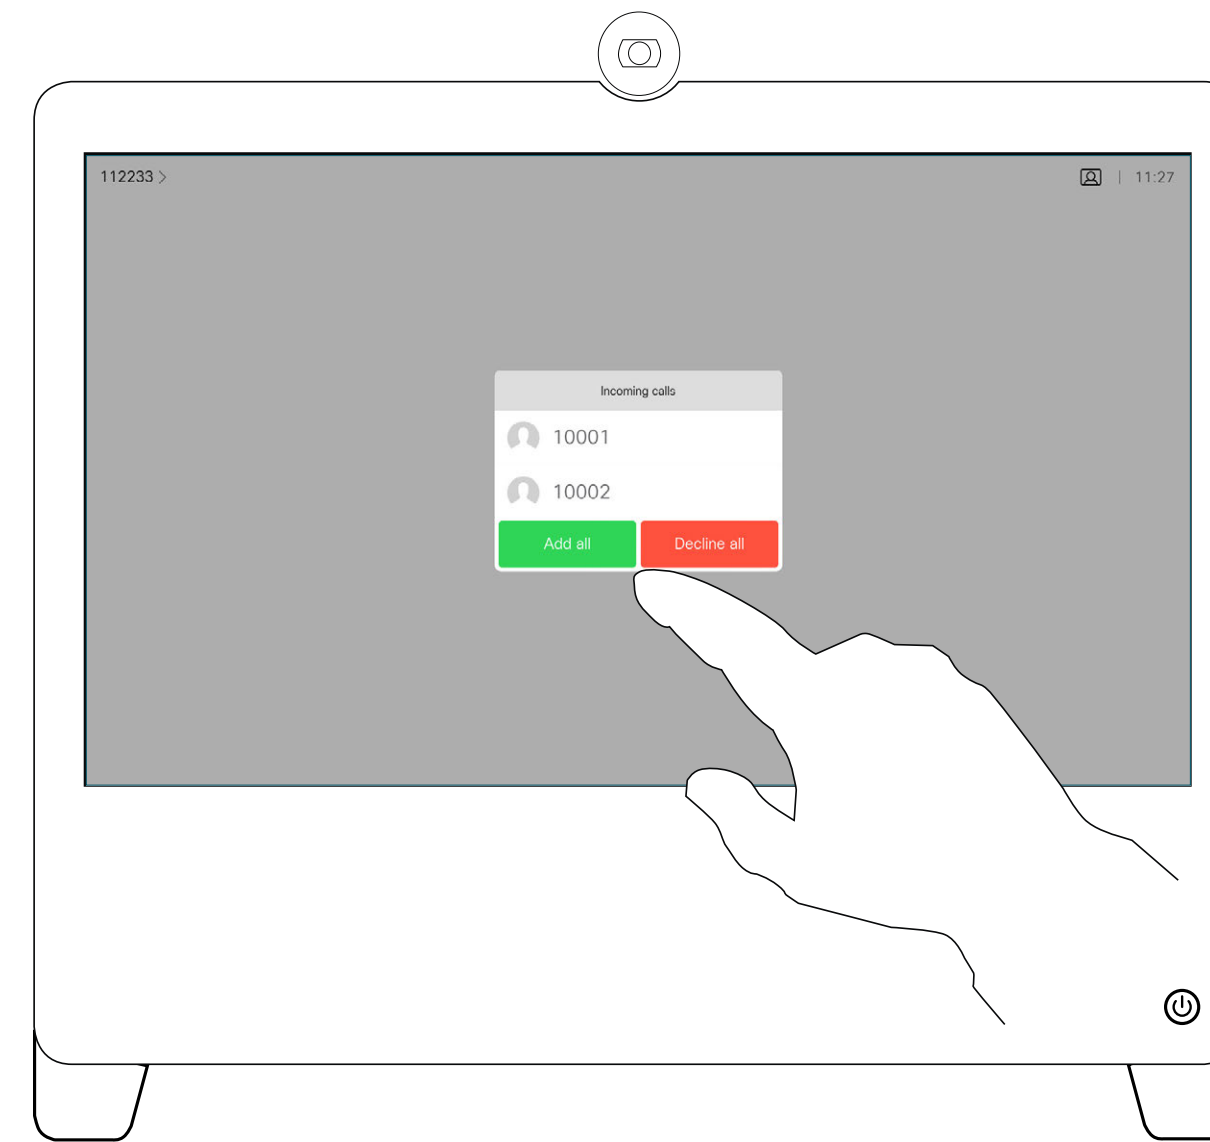 112233 >
| 11:27
Incoming calls
10001
10002
Add all
Decline all